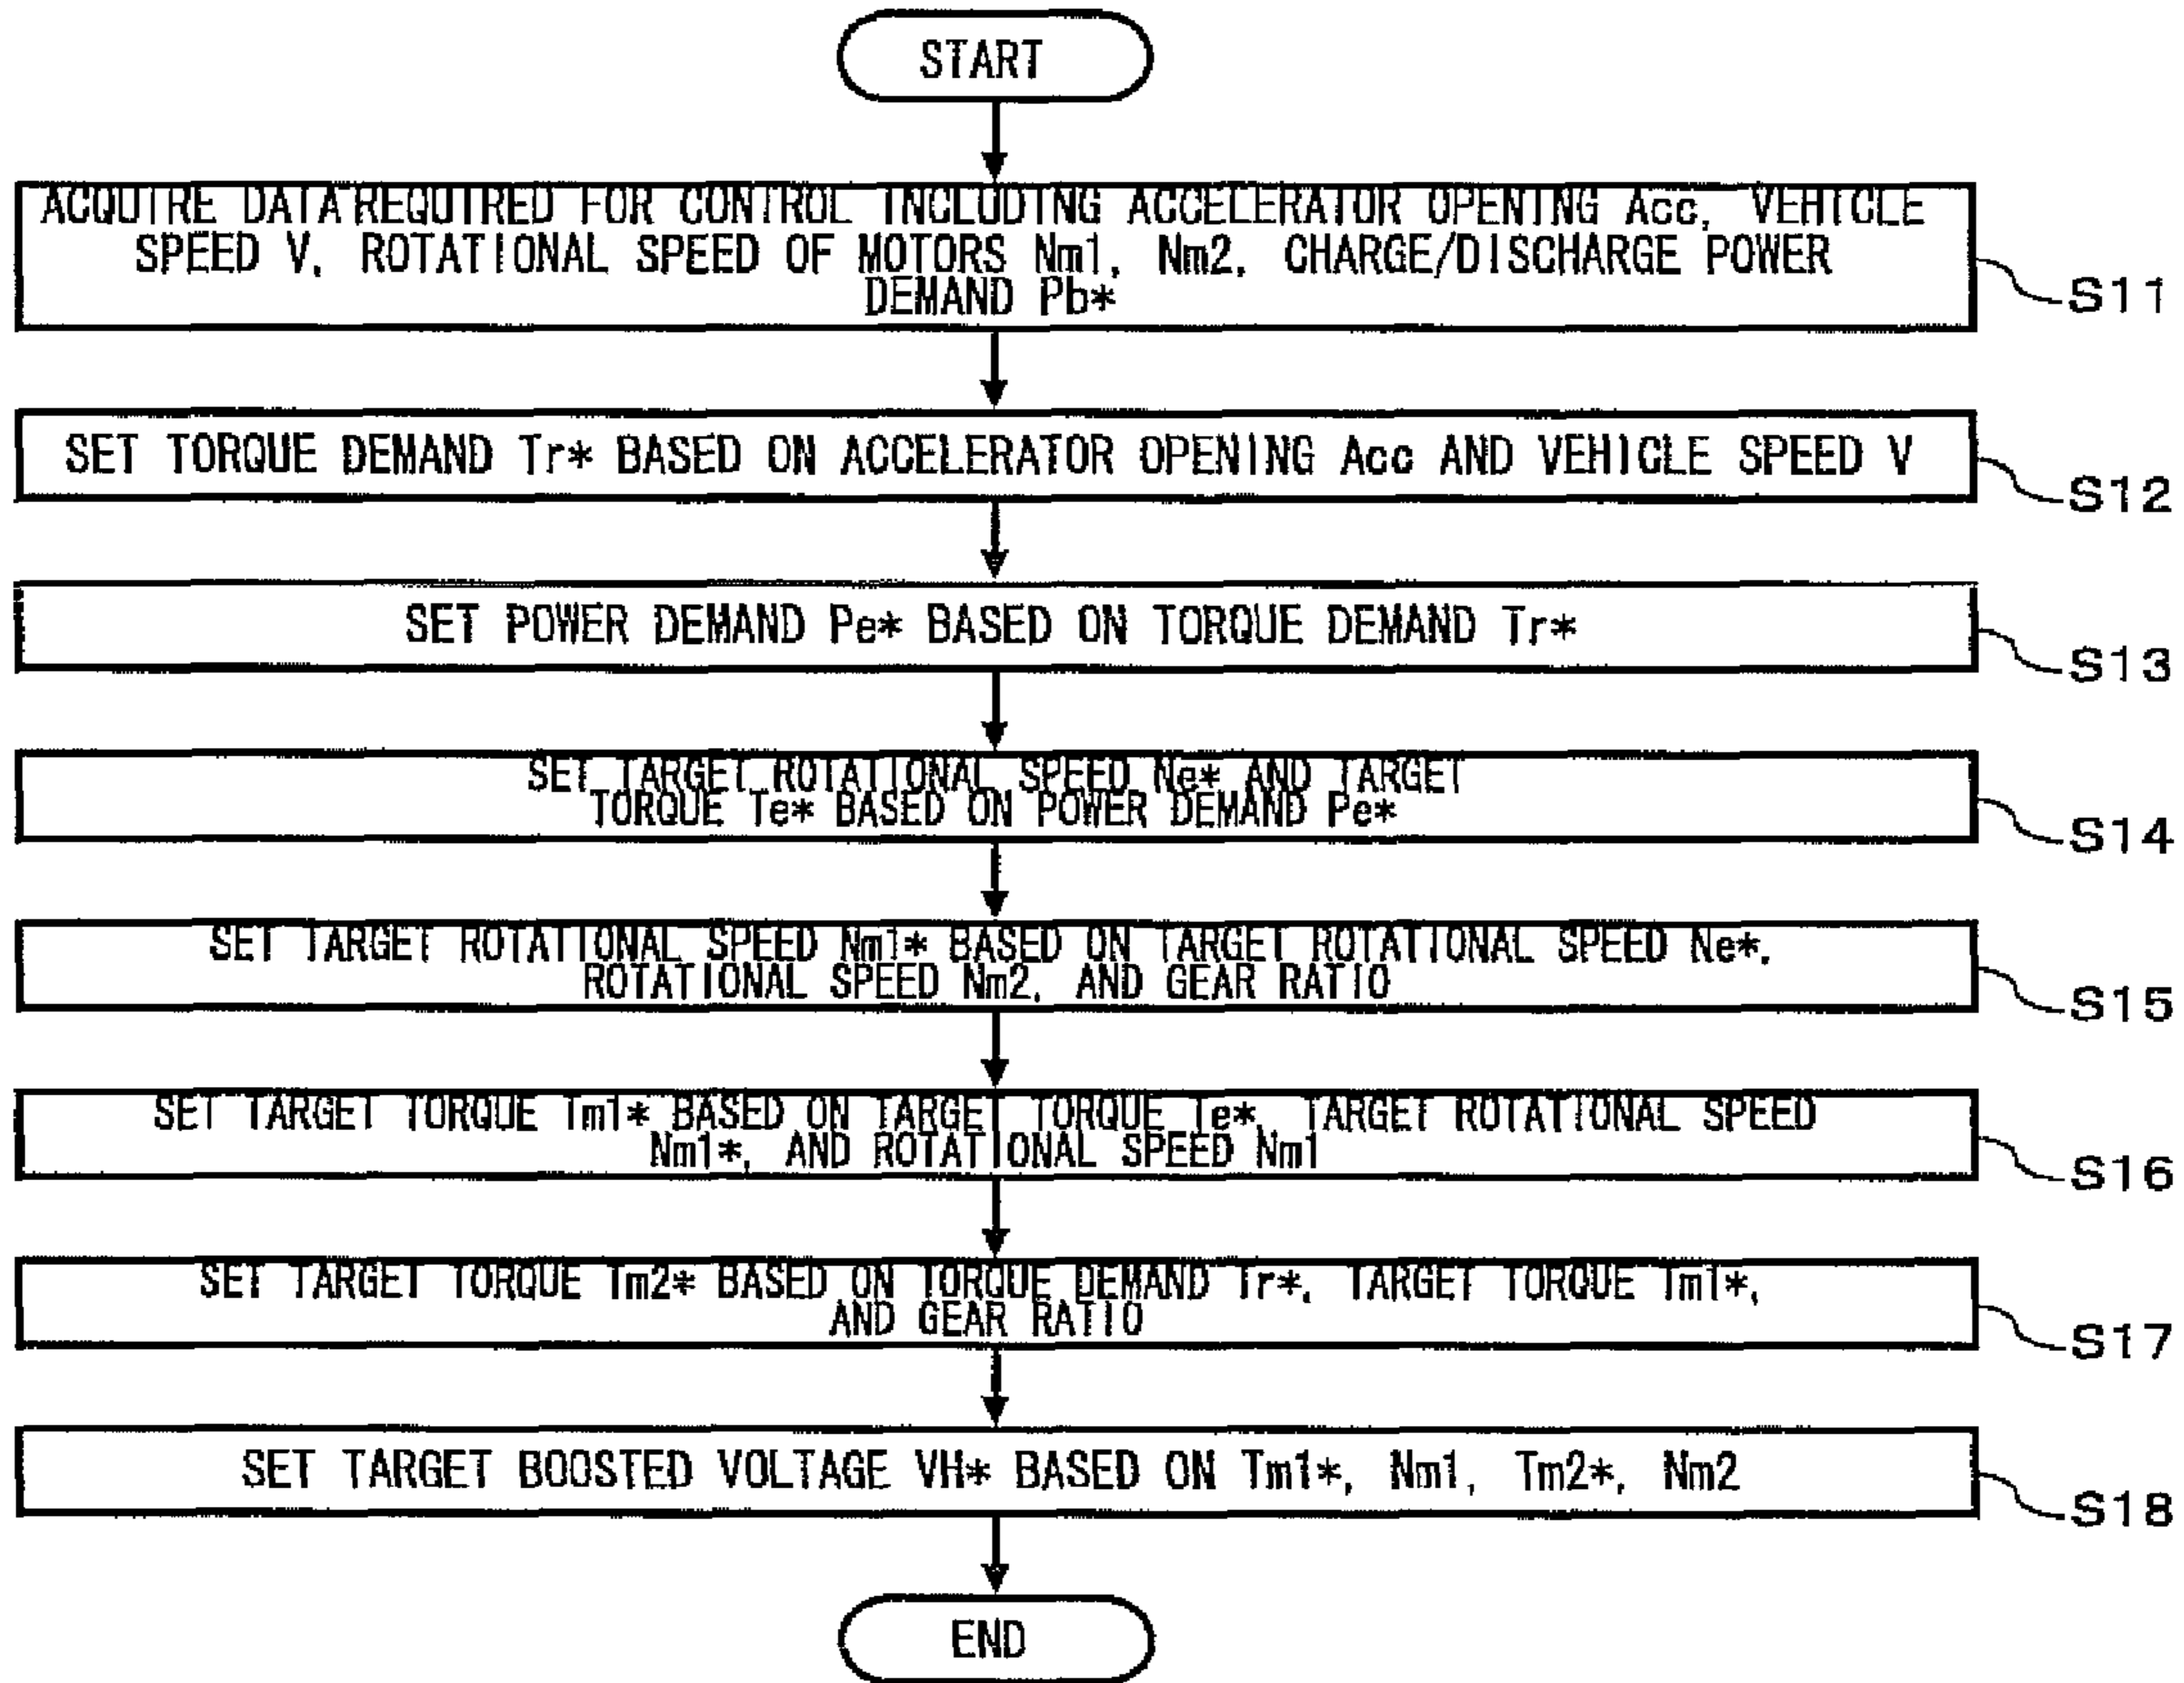 START
ACQUIRE DATA REQUIRED FOR CONTROL INCLUDING ACCELERATOR OPENING Acc, VEHICLE
SPEED V, ROTATIONAL SPEED OF MOTORS Nm1, Nm2, CHARGE/DISCHARGE POWER
DEMAND Pb*
S11
SET TORQUE DEMAND Tr* BASED ON ACCELERATOR OPENING Acc AND VEHICLE SPEED V
S12
SET POWER DEMAND Pe* BASED ON TORQUE DEMAND Tr*
S13
SET TARGET ROTATIONAL SPEED Ne* AND TARGET
TORQUE Te* BASED ON POWER DEMAND Pe*
S14
SET TARGET ROTATIONAL SPEED Nm1* BASED ON TARGET ROTATIONAL SPEED Ne*,
ROTATIONAL SPEED Nm2, AND GEAR RATIO
S15
SET TARGET TORQUE Tm1* BASED ON TARGET TORQUE Te*, TARGET ROTATIONAL SPEED
Nm1*, AND ROTATIONAL SPEED Nm1
S16
SET TARGET TORQUE Tm2* BASED ON TORQUE DEMAND Tr*, TARGET TORQUE Tm1*,
AND GEAR RATIO
S17
SET TARGET BOOSTED VOLTAGE VH* BASED ON Tm1*, Nm1, Tm2*, Nm2
S18
END